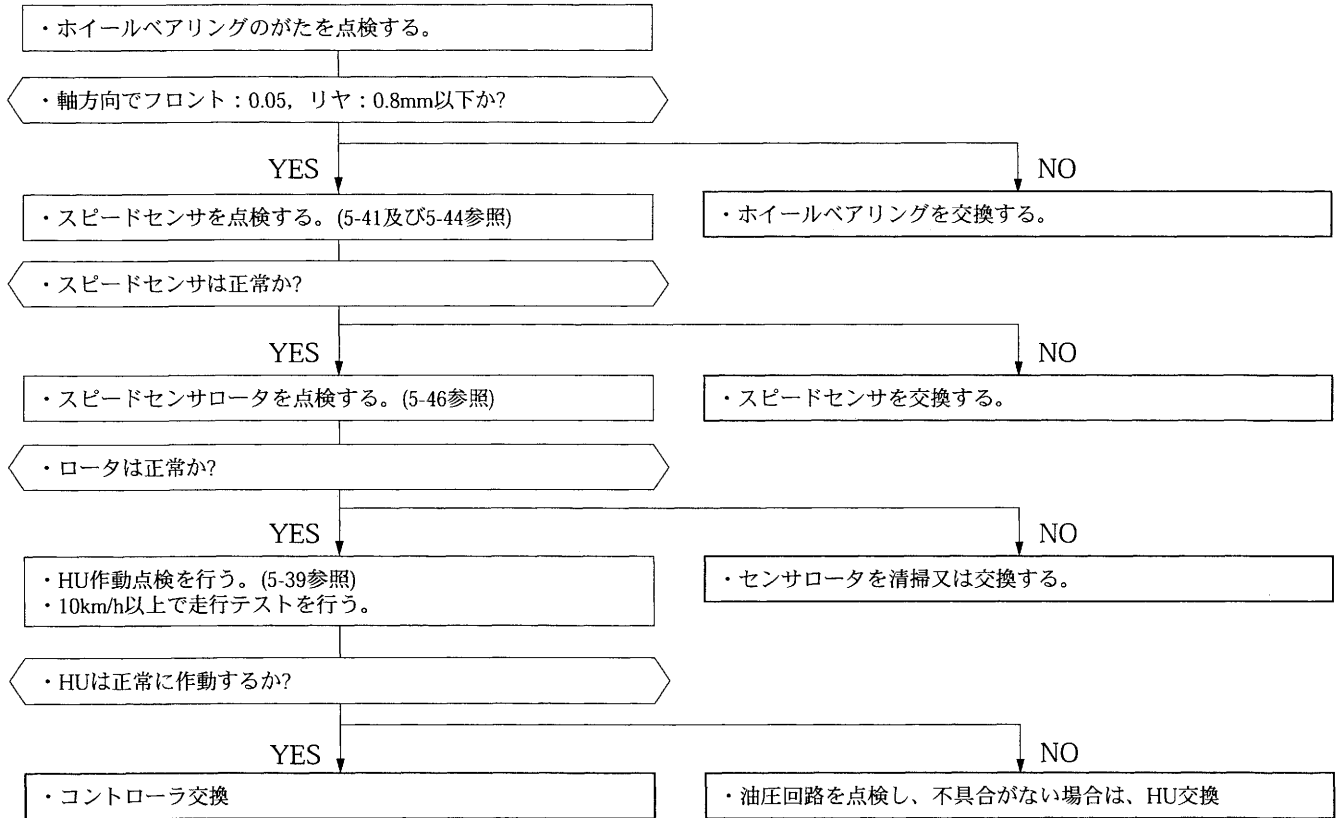 ・ホイールベアリングのがたを点検する。
・軸方向でフロント：0.05，リヤ：0.8mm以下か?
YES
NO
・スピードセンサを点検する。(5-41及び5-44参照)
・ホイールベアリングを交換する。
・スピードセンサは正常か?
YES
NO
・スピードセンサロータを点検する。(5-46参照)
・スピードセンサを交換する。
・ロータは正常か?
YES
NO
・HU作動点検を行う。(5-39参照)
・10km/h以上で走行テストを行う。
・センサロータを清掃又は交換する。
・HUは正常に作動するか?
YES
NO
・コントローラ交換
・油圧回路を点検し、不具合がない場合は、HU交換